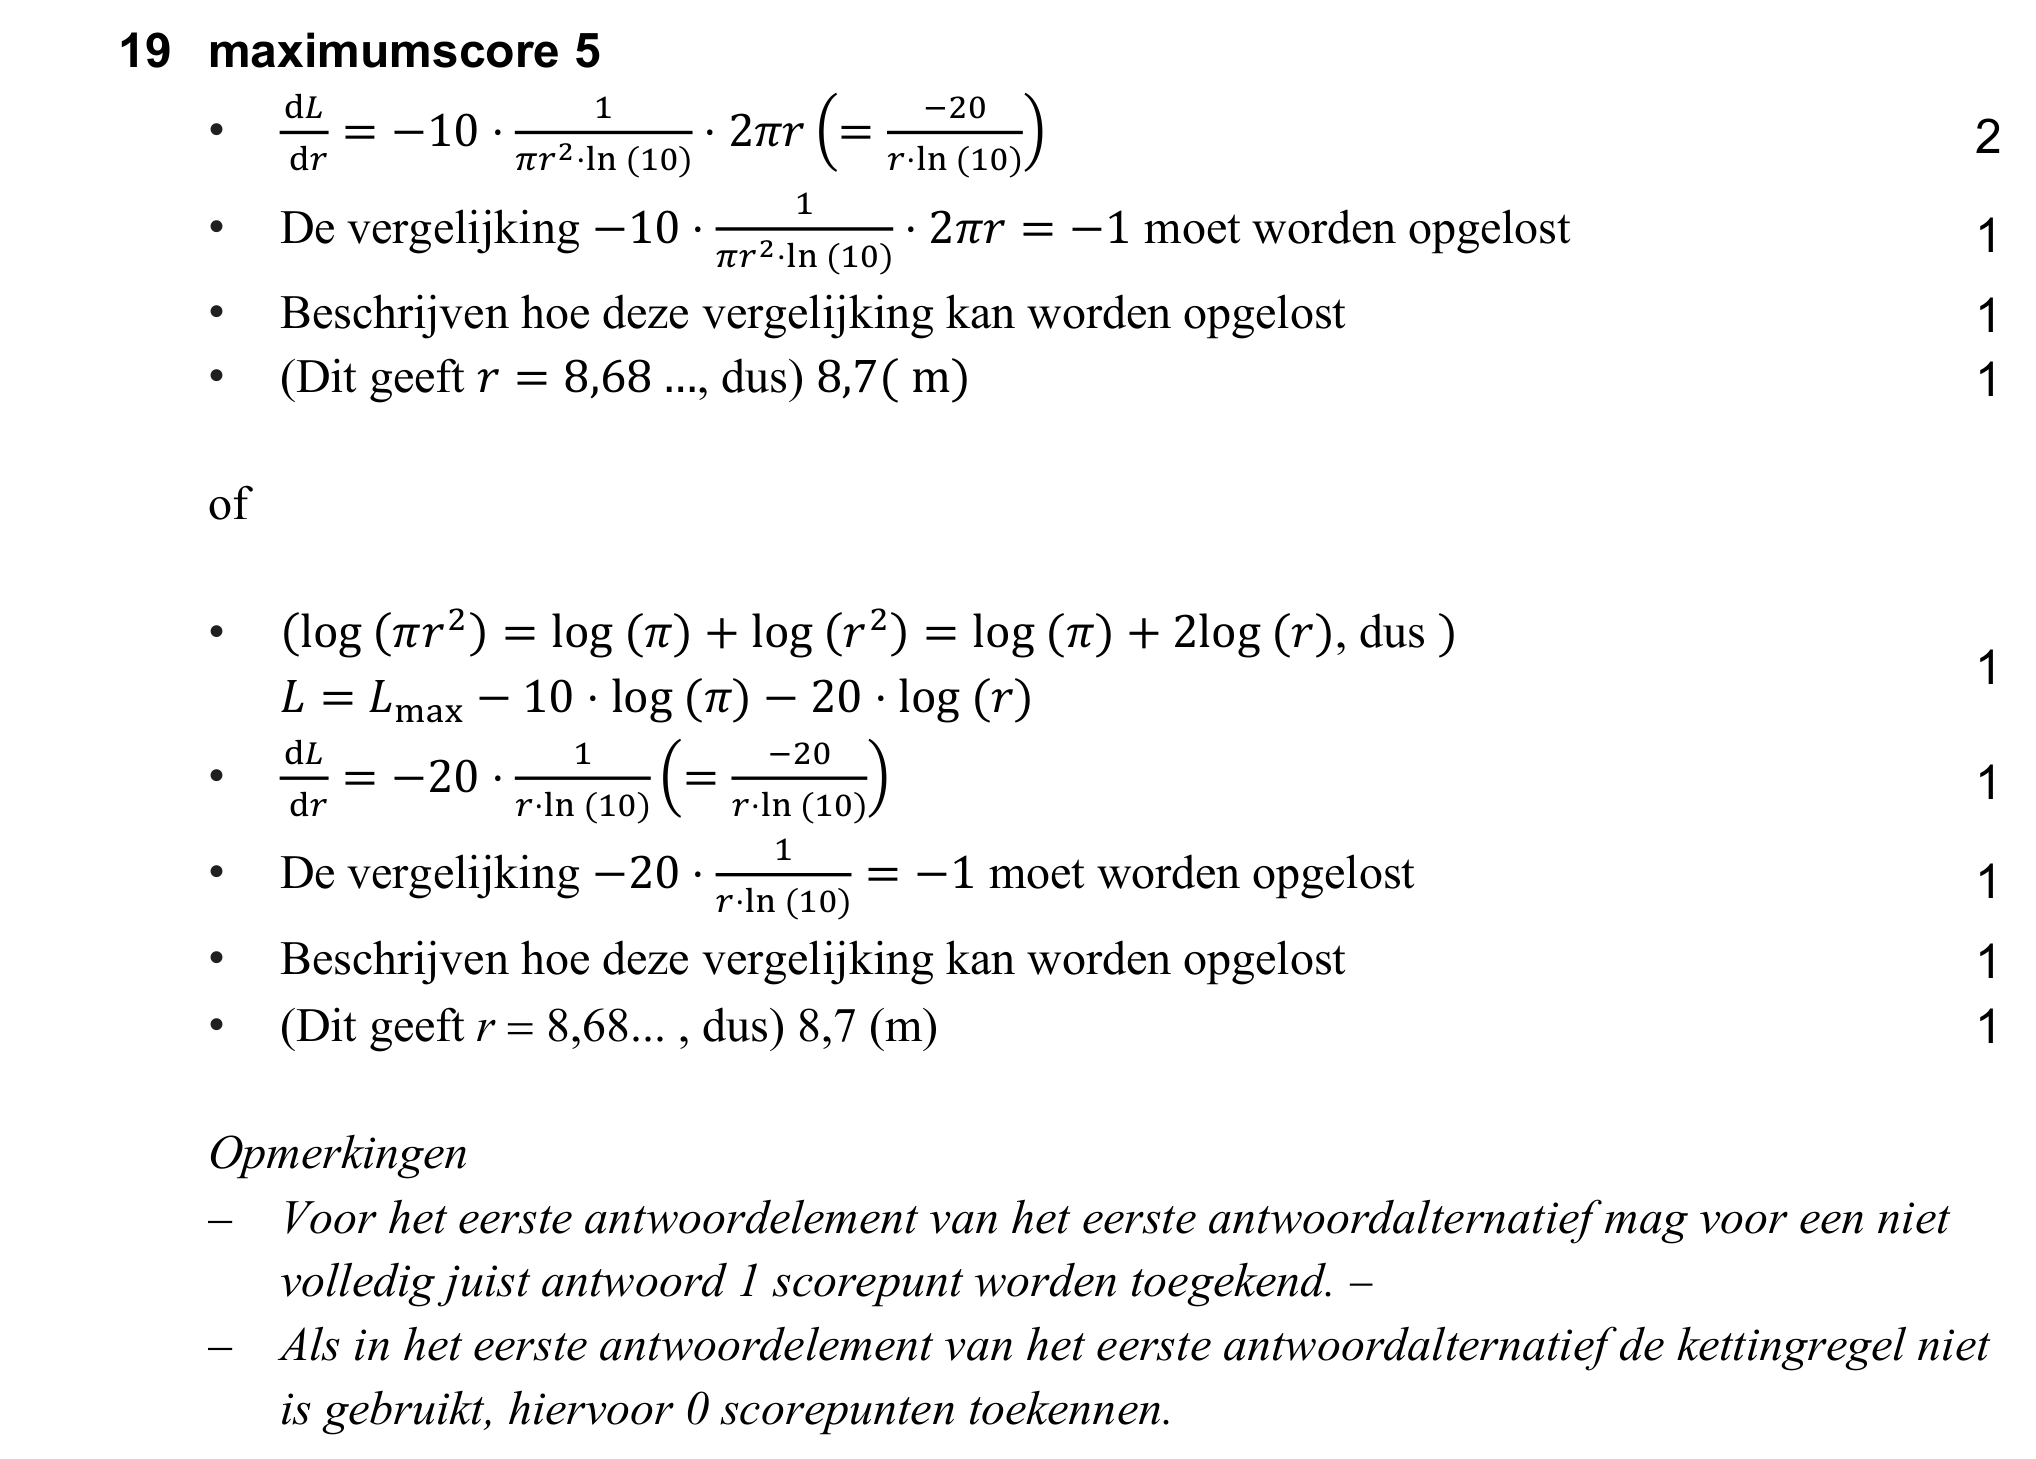 19 maximumscore 5
• dL/dr = −10 · 1/(πr²·ln (10)) · 2πr (= −20/(r·ln (10))) 2
• De vergelijking −10 · 1/(πr²·ln (10)) · 2πr = −1 moet worden opgelost 1
• Beschrijven hoe deze vergelijking kan worden opgelost 1
• (Dit geeft r = 8,68 …, dus) 8,7( m) 1
of
• (log (πr²) = log (π) + log (r²) = log (π) + 2log (r), dus )
L = Lmax − 10 · log (π) − 20 · log (r) 1
• dL/dr = −20 · 1/(r·ln (10)) (= −20/(r·ln (10))) 1
• De vergelijking −20 · 1/(r·ln (10)) = −1 moet worden opgelost 1
• Beschrijven hoe deze vergelijking kan worden opgelost 1
• (Dit geeft r = 8,68... , dus) 8,7 (m) 1
Opmerkingen
– Voor het eerste antwoordelement van het eerste antwoordalternatief mag voor een niet
volledig juist antwoord 1 scorepunt worden toegekend. –
– Als in het eerste antwoordelement van het eerste antwoordalternatief de kettingregel niet
is gebruikt, hiervoor 0 scorepunten toekennen.